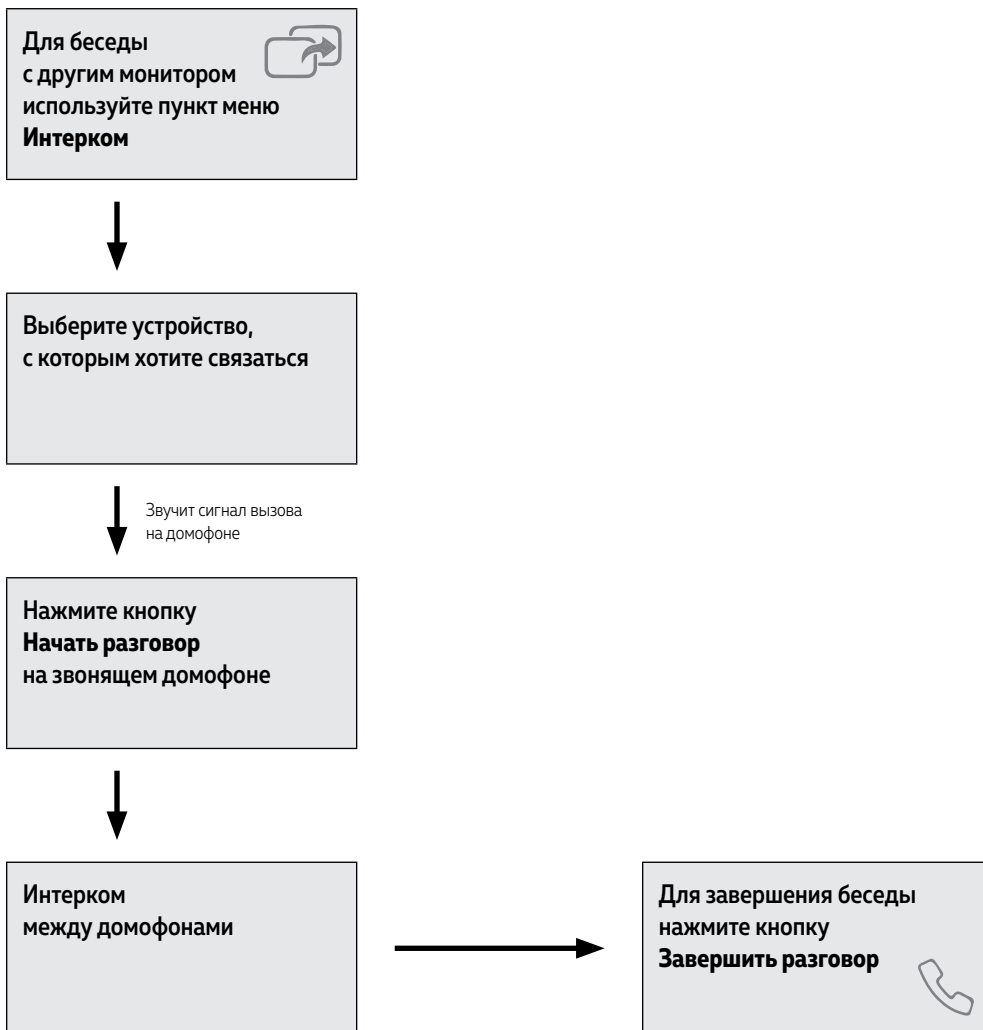 Для беседы
с другим монитором
используйте пункт меню
Интерком
Выберите устройство,
с которым хотите связаться
Звучит сигнал вызова
на домофоне
Нажмите кнопку
Начать разговор
на звонящем домофоне
Интерком
между домофонами
Для завершения беседы
нажмите кнопку
Завершить разговор